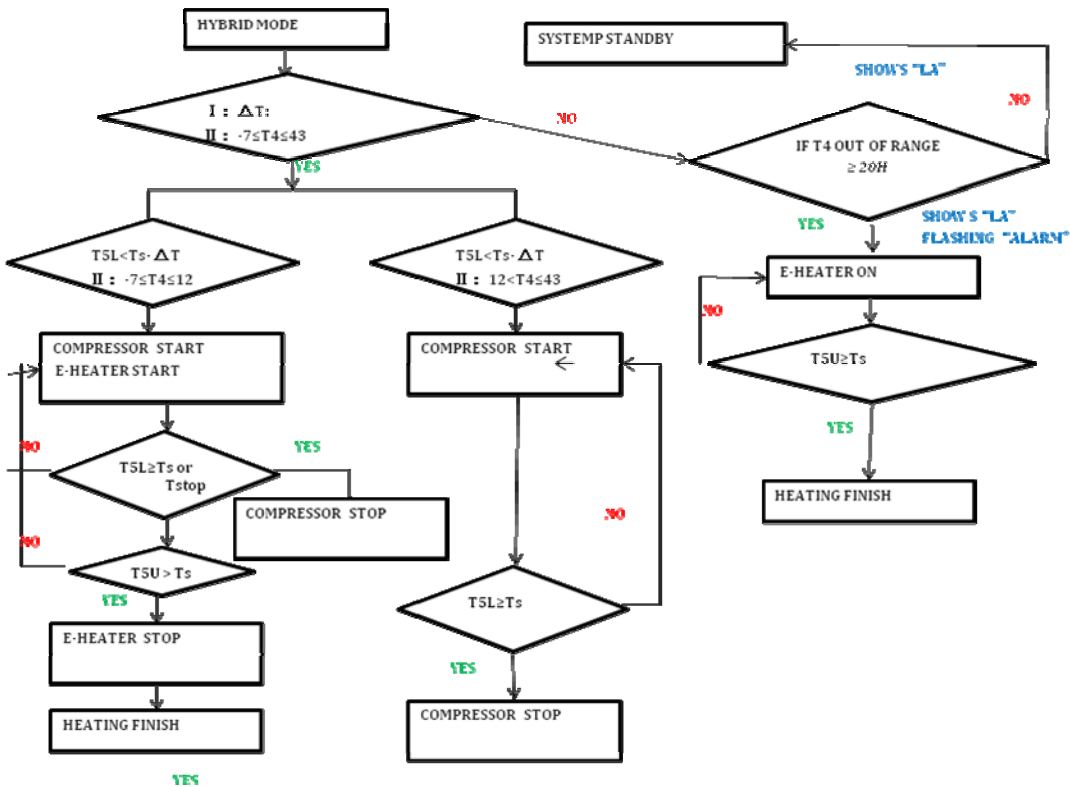 HYBRID MODE
SYSTEMP STANDBY
SHOW'S "LA"
NO
I : ΔT:
II : -7≤T4≤43
NO
IF T4 OUT OF RANGE
≥ 20H
YES
YES
SHOW'S "LA"
FLASHING "ALARM"
T5L<Ts-ΔT
II : -7≤T4≤12
T5L<Ts-ΔT
II : 12<T4≤43
E-HEATER ON
NO
COMPRESSOR START
E-HEATER START
COMPRESSOR START
T5U≥Ts
YES
NO
YES
T5L≥Ts or
Tstop
HEATING FINISH
COMPRESSOR STOP
NO
NO
T5U > Ts
YES
T5L≥Ts
E-HEATER STOP
YES
HEATING FINISH
COMPRESSOR STOP
YES